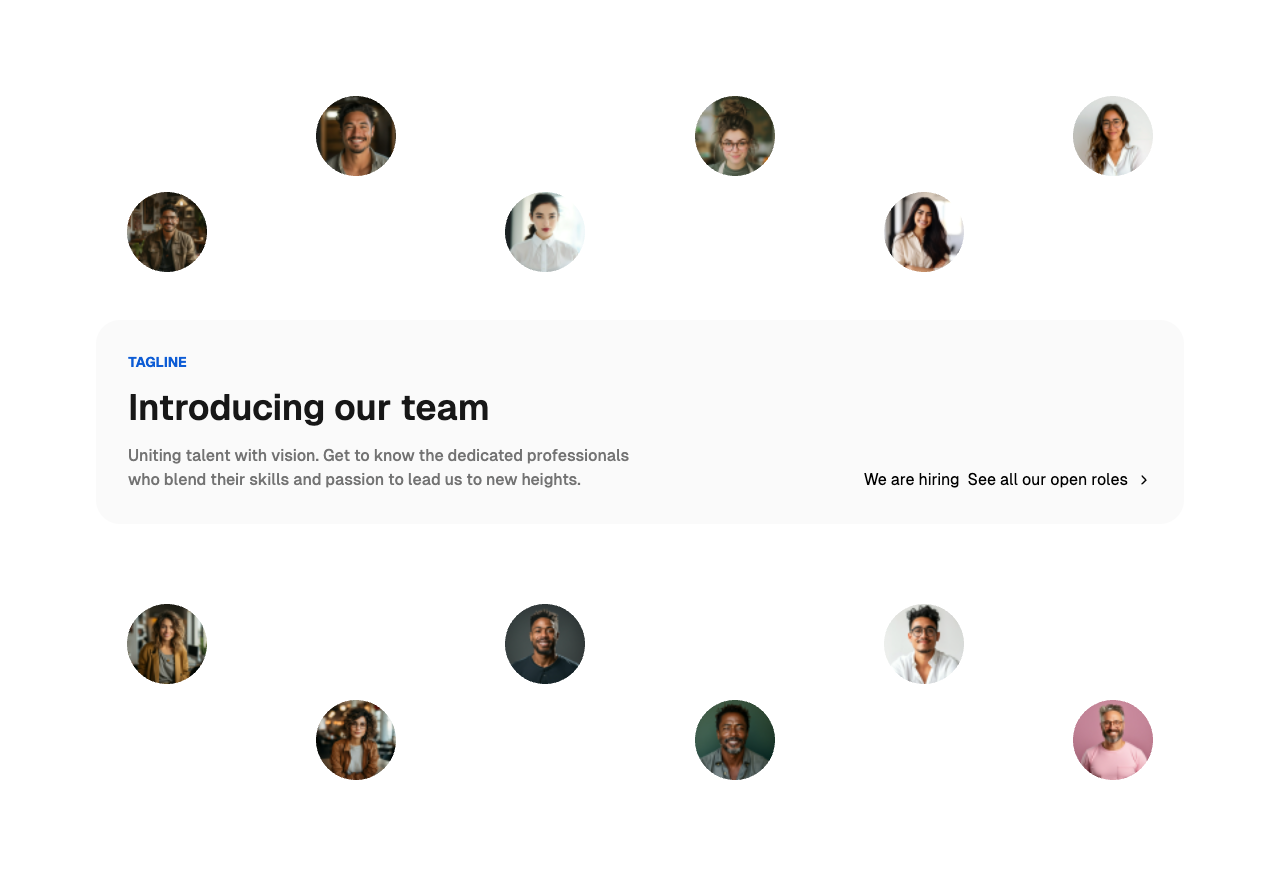 TAGLINE
Introducing our team
Uniting talent with vision. Get to know the dedicated professionals
who blend their skills and passion to lead us to new heights.
We are hiring See all our open roles